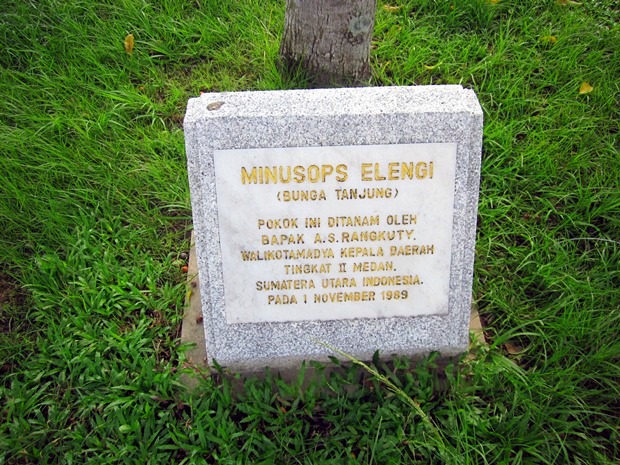 MINUSOPS ELENGI
(BUNGA TANJUNG)
POKOK INI DITANAM OLEH
BAPAK A.S. RANGKUTY.
WALIKOTAMADYA KEPALA DAERAH
TINGKAT II MEDAN.
SUMATERA UTARA INDONESIA.
PADA 1 NOVEMBER 1989